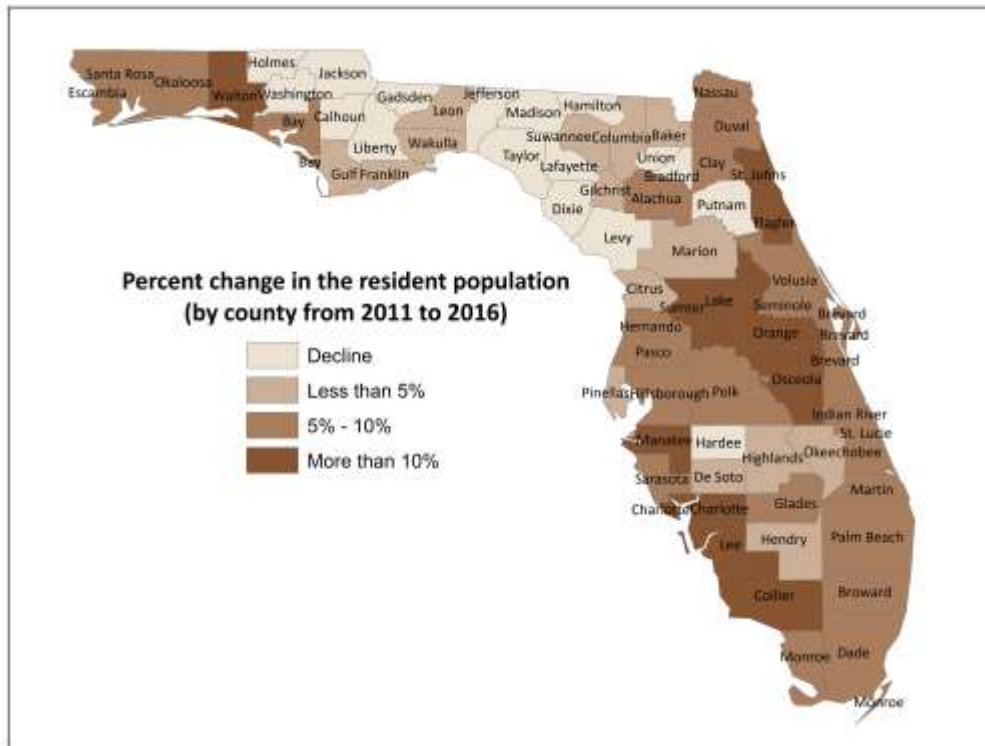 Holmes
Jackson
Santa Rosa
Okaloosa
Escambia
Walton
Washington
Gadsden
Jefferson
Hamilton
Nassau
Leon
Madison
Calhoun
Bay
Duval
Suwannee
Columbia
Baker
Wakulla
Liberty
Taylor
Union
Clay
Bay
Lafayette
St. Johns
Gulf
Franklin
Bradford
Gilchrist
Alachua
Putnam
Dixie
Flagler
Levy
Marion
Percent change in the resident population
(by county from 2011 to 2016)
Volusia
Citrus
Lake
Sumter
Seminole
Brevard
Hernando
Orange
Brevard
Decline
Pasco
Brevard
Osceola
Less than 5%
Pinellas
Hillsborough
Polk
Indian River
5% - 10%
St. Lucie
Manatee
Hardee
Okeechobee
Highlands
More than 10%
Sarasota
De Soto
Martin
Glades
Charlotte
Charlotte
Lee
Hendry
Palm Beach
Collier
Broward
Monroe
Dade
Monroe